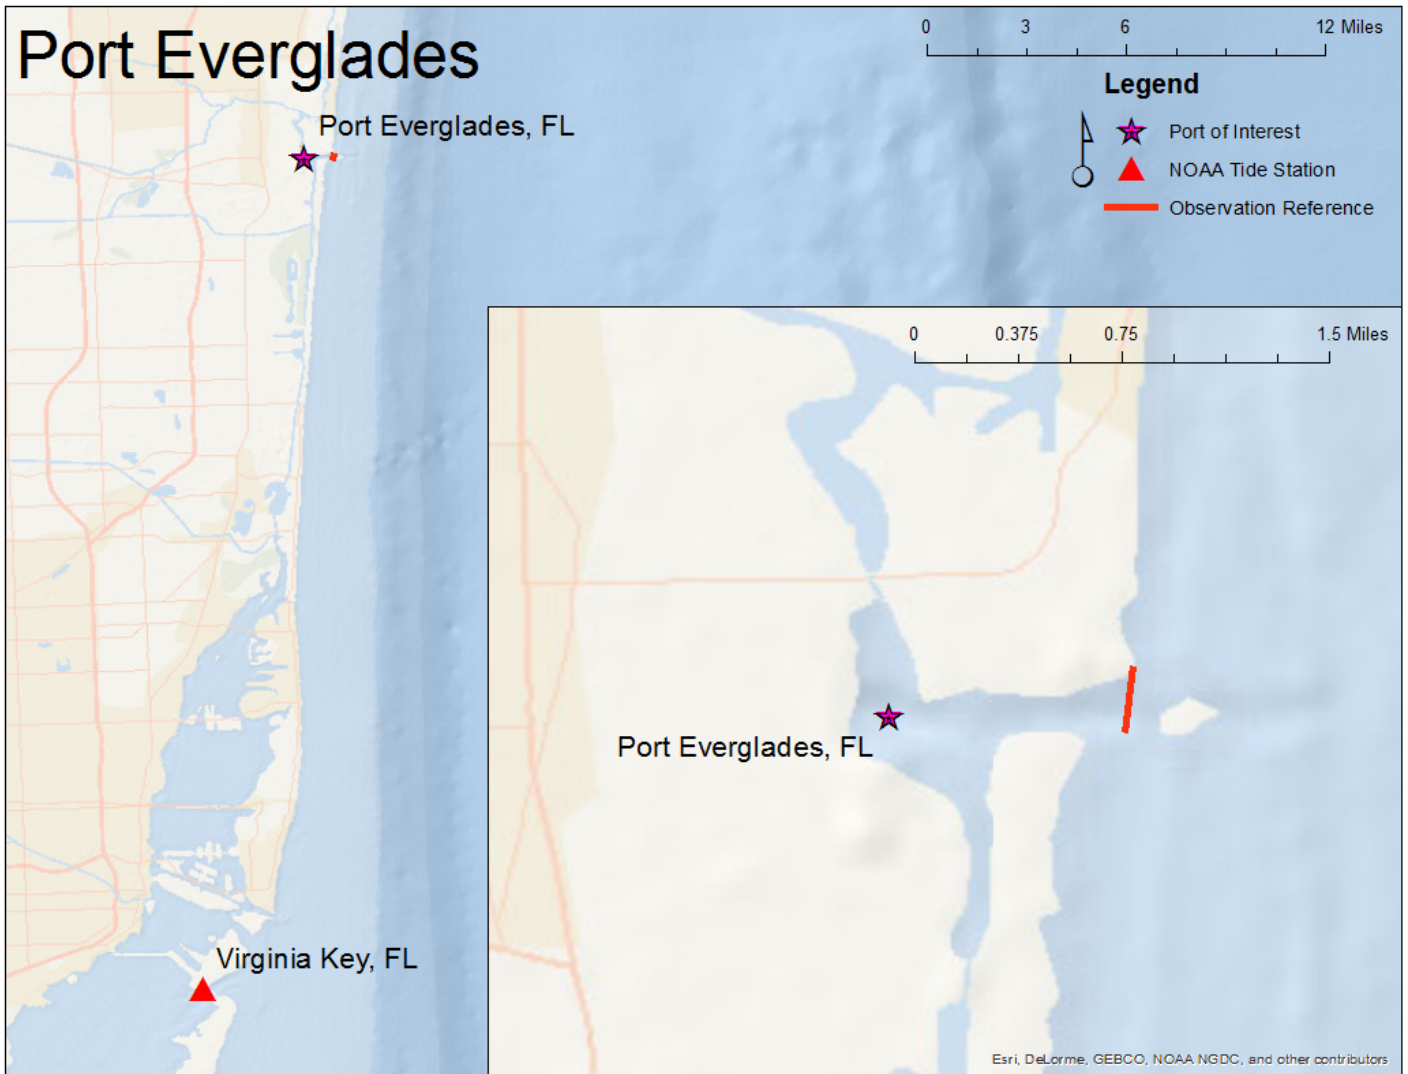 Port Everglades
0 3 6 12 Miles
Legend
Port of Interest
NOAA Tide Station
Observation Reference
Port Everglades, FL
0 0.375 0.75 1.5 Miles
Port Everglades, FL
Virginia Key, FL
Esri, DeLorme, GEBCO, NOAA NGDC, and other contributors